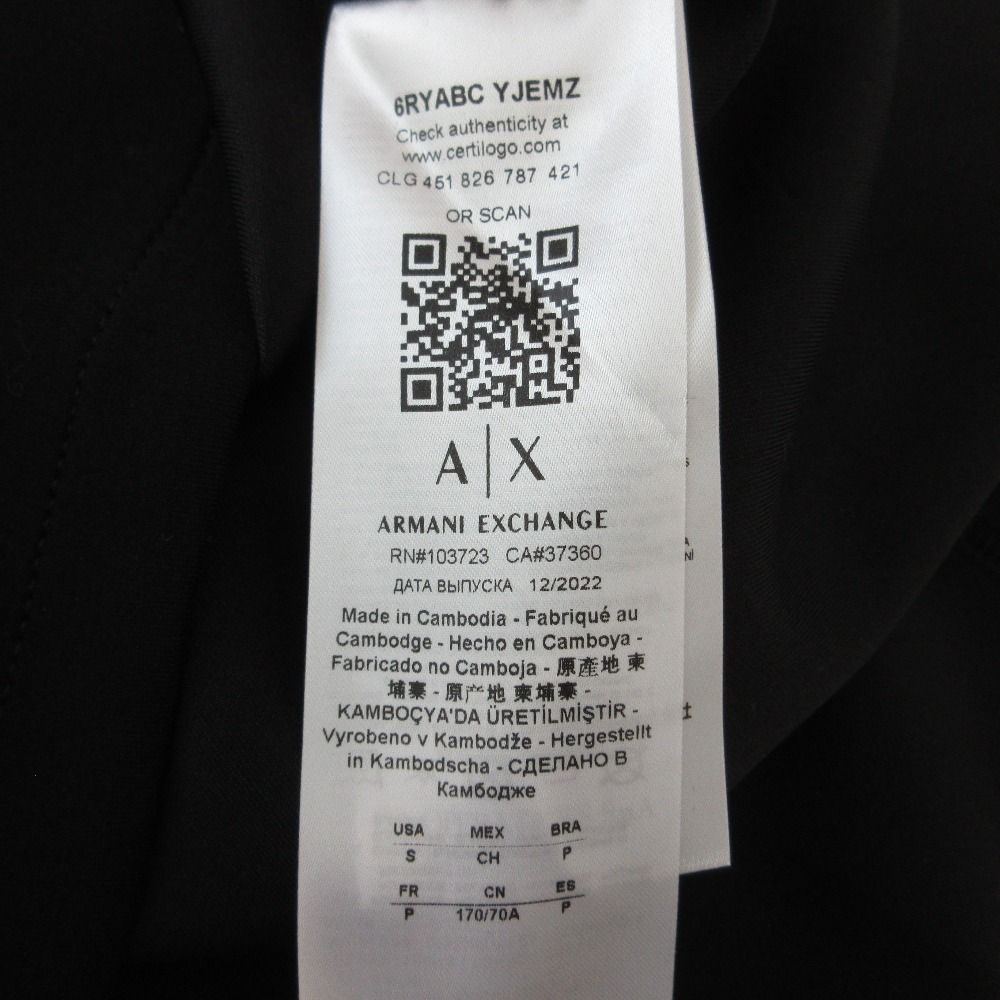 6RYABC YJEMZ
Check authenticity at
www.certilogo.com
CLG 451 826 787 421
OR SCAN
A|X
ARMANI EXCHANGE
RN#103723 CA#37360
ДАТА ВЫПУСКА 12/2022
Made in Cambodia - Fabriqué au
Cambodge - Hecho en Camboya -
Fabricado no Camboja - 原產地 柬
埔寨 - 原产地 柬埔寨 -
KAMBOÇYA'DA ÜRETİLMİŞTİR -
Vyrobeno v Kambodže - Hergestellt
in Kambodscha - СДЕЛАНО В
Камбодже
USA MEX BRA
S CH P
FR CN ES
P 170/70A P